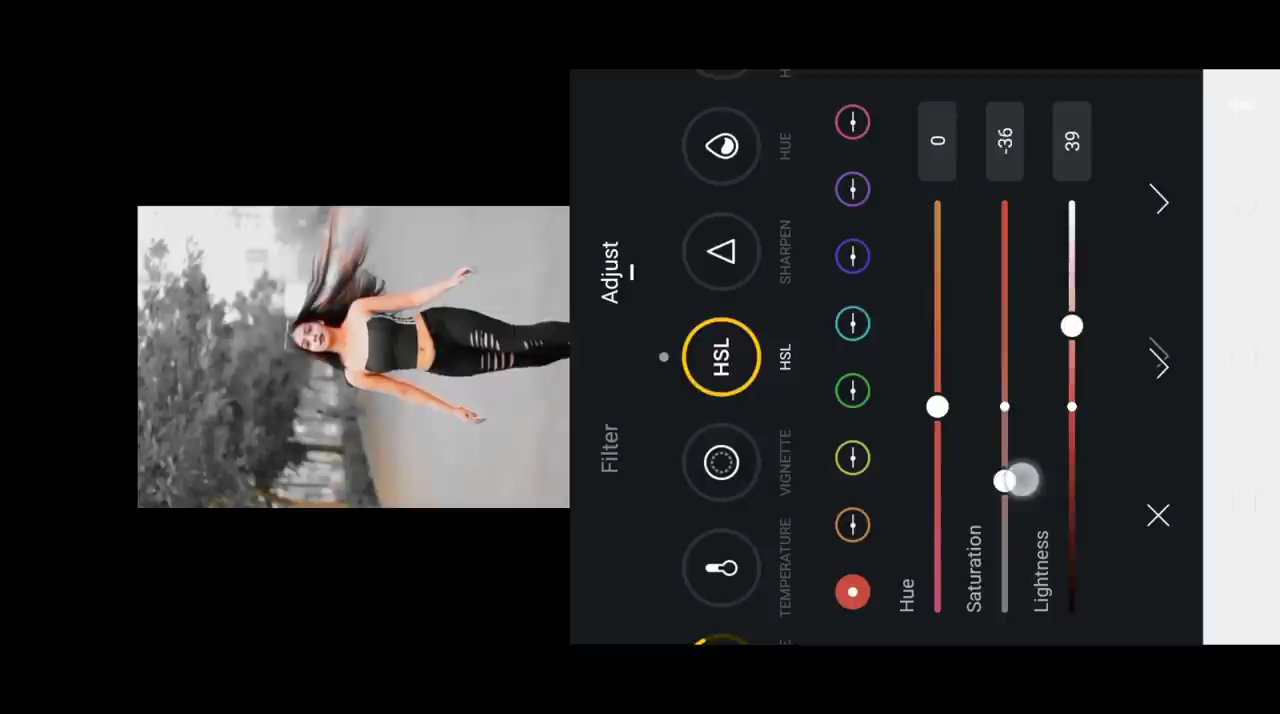 Filter
Adjust
TEMPERATURE
VIGNETTE
HSL
HSL
SHARPEN
HUE
Hue
0
Saturation
-36
Lightness
39